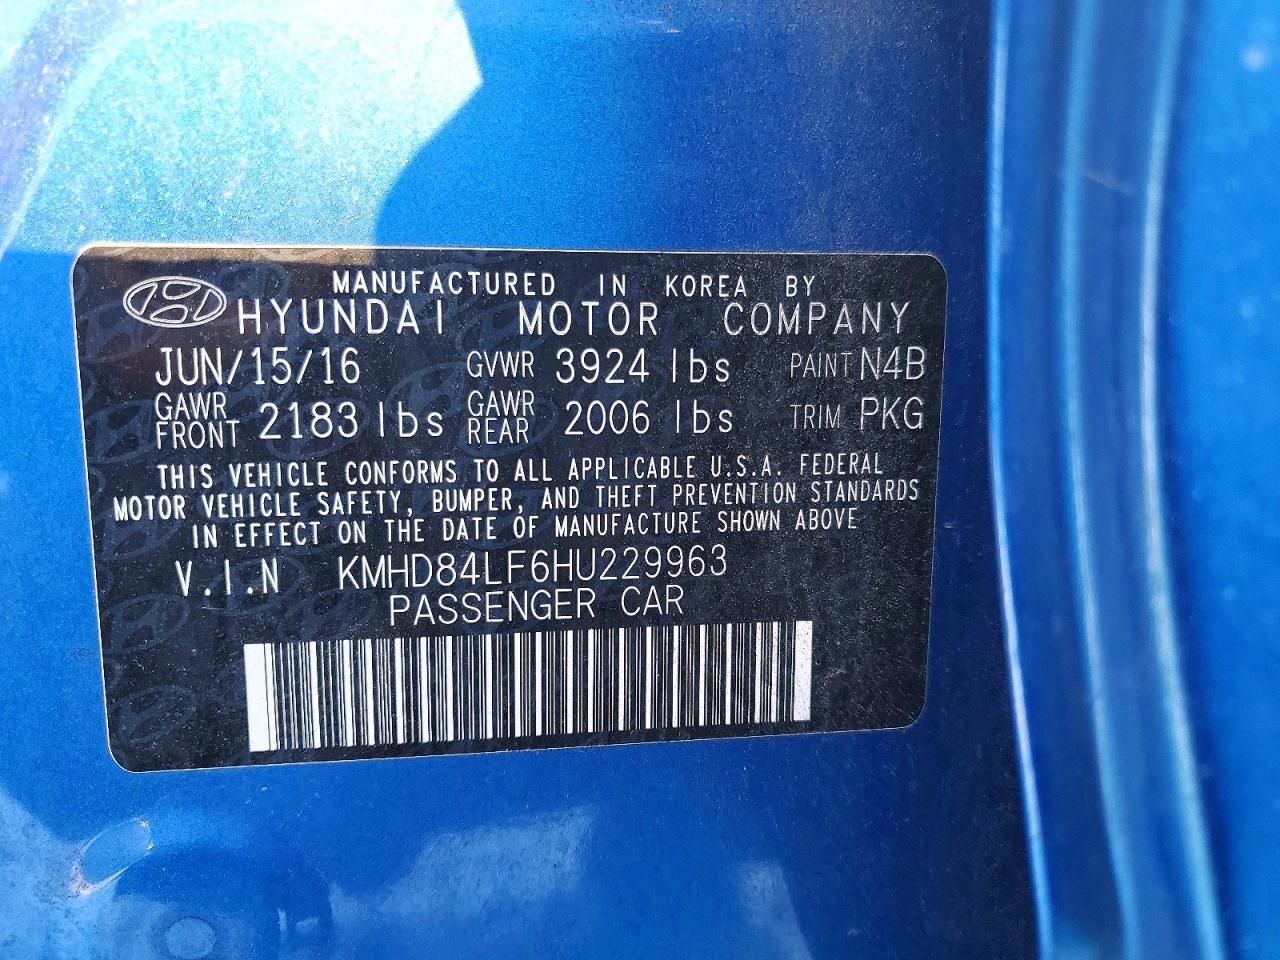 MANUFACTURED IN KOREA BY
HYUNDAI MOTOR COMPANY
JUN/15/16 GVWR 3924 lbs PAINT N4B
GAWR FRONT 2183 lbs GAWR REAR 2006 lbs TRIM PKG
THIS VEHICLE CONFORMS TO ALL APPLICABLE U.S.A. FEDERAL
MOTOR VEHICLE SAFETY, BUMPER, AND THEFT PREVENTION STANDARDS
IN EFFECT ON THE DATE OF MANUFACTURE SHOWN ABOVE
V.I.N KMHD84LF6HU229963
PASSENGER CAR